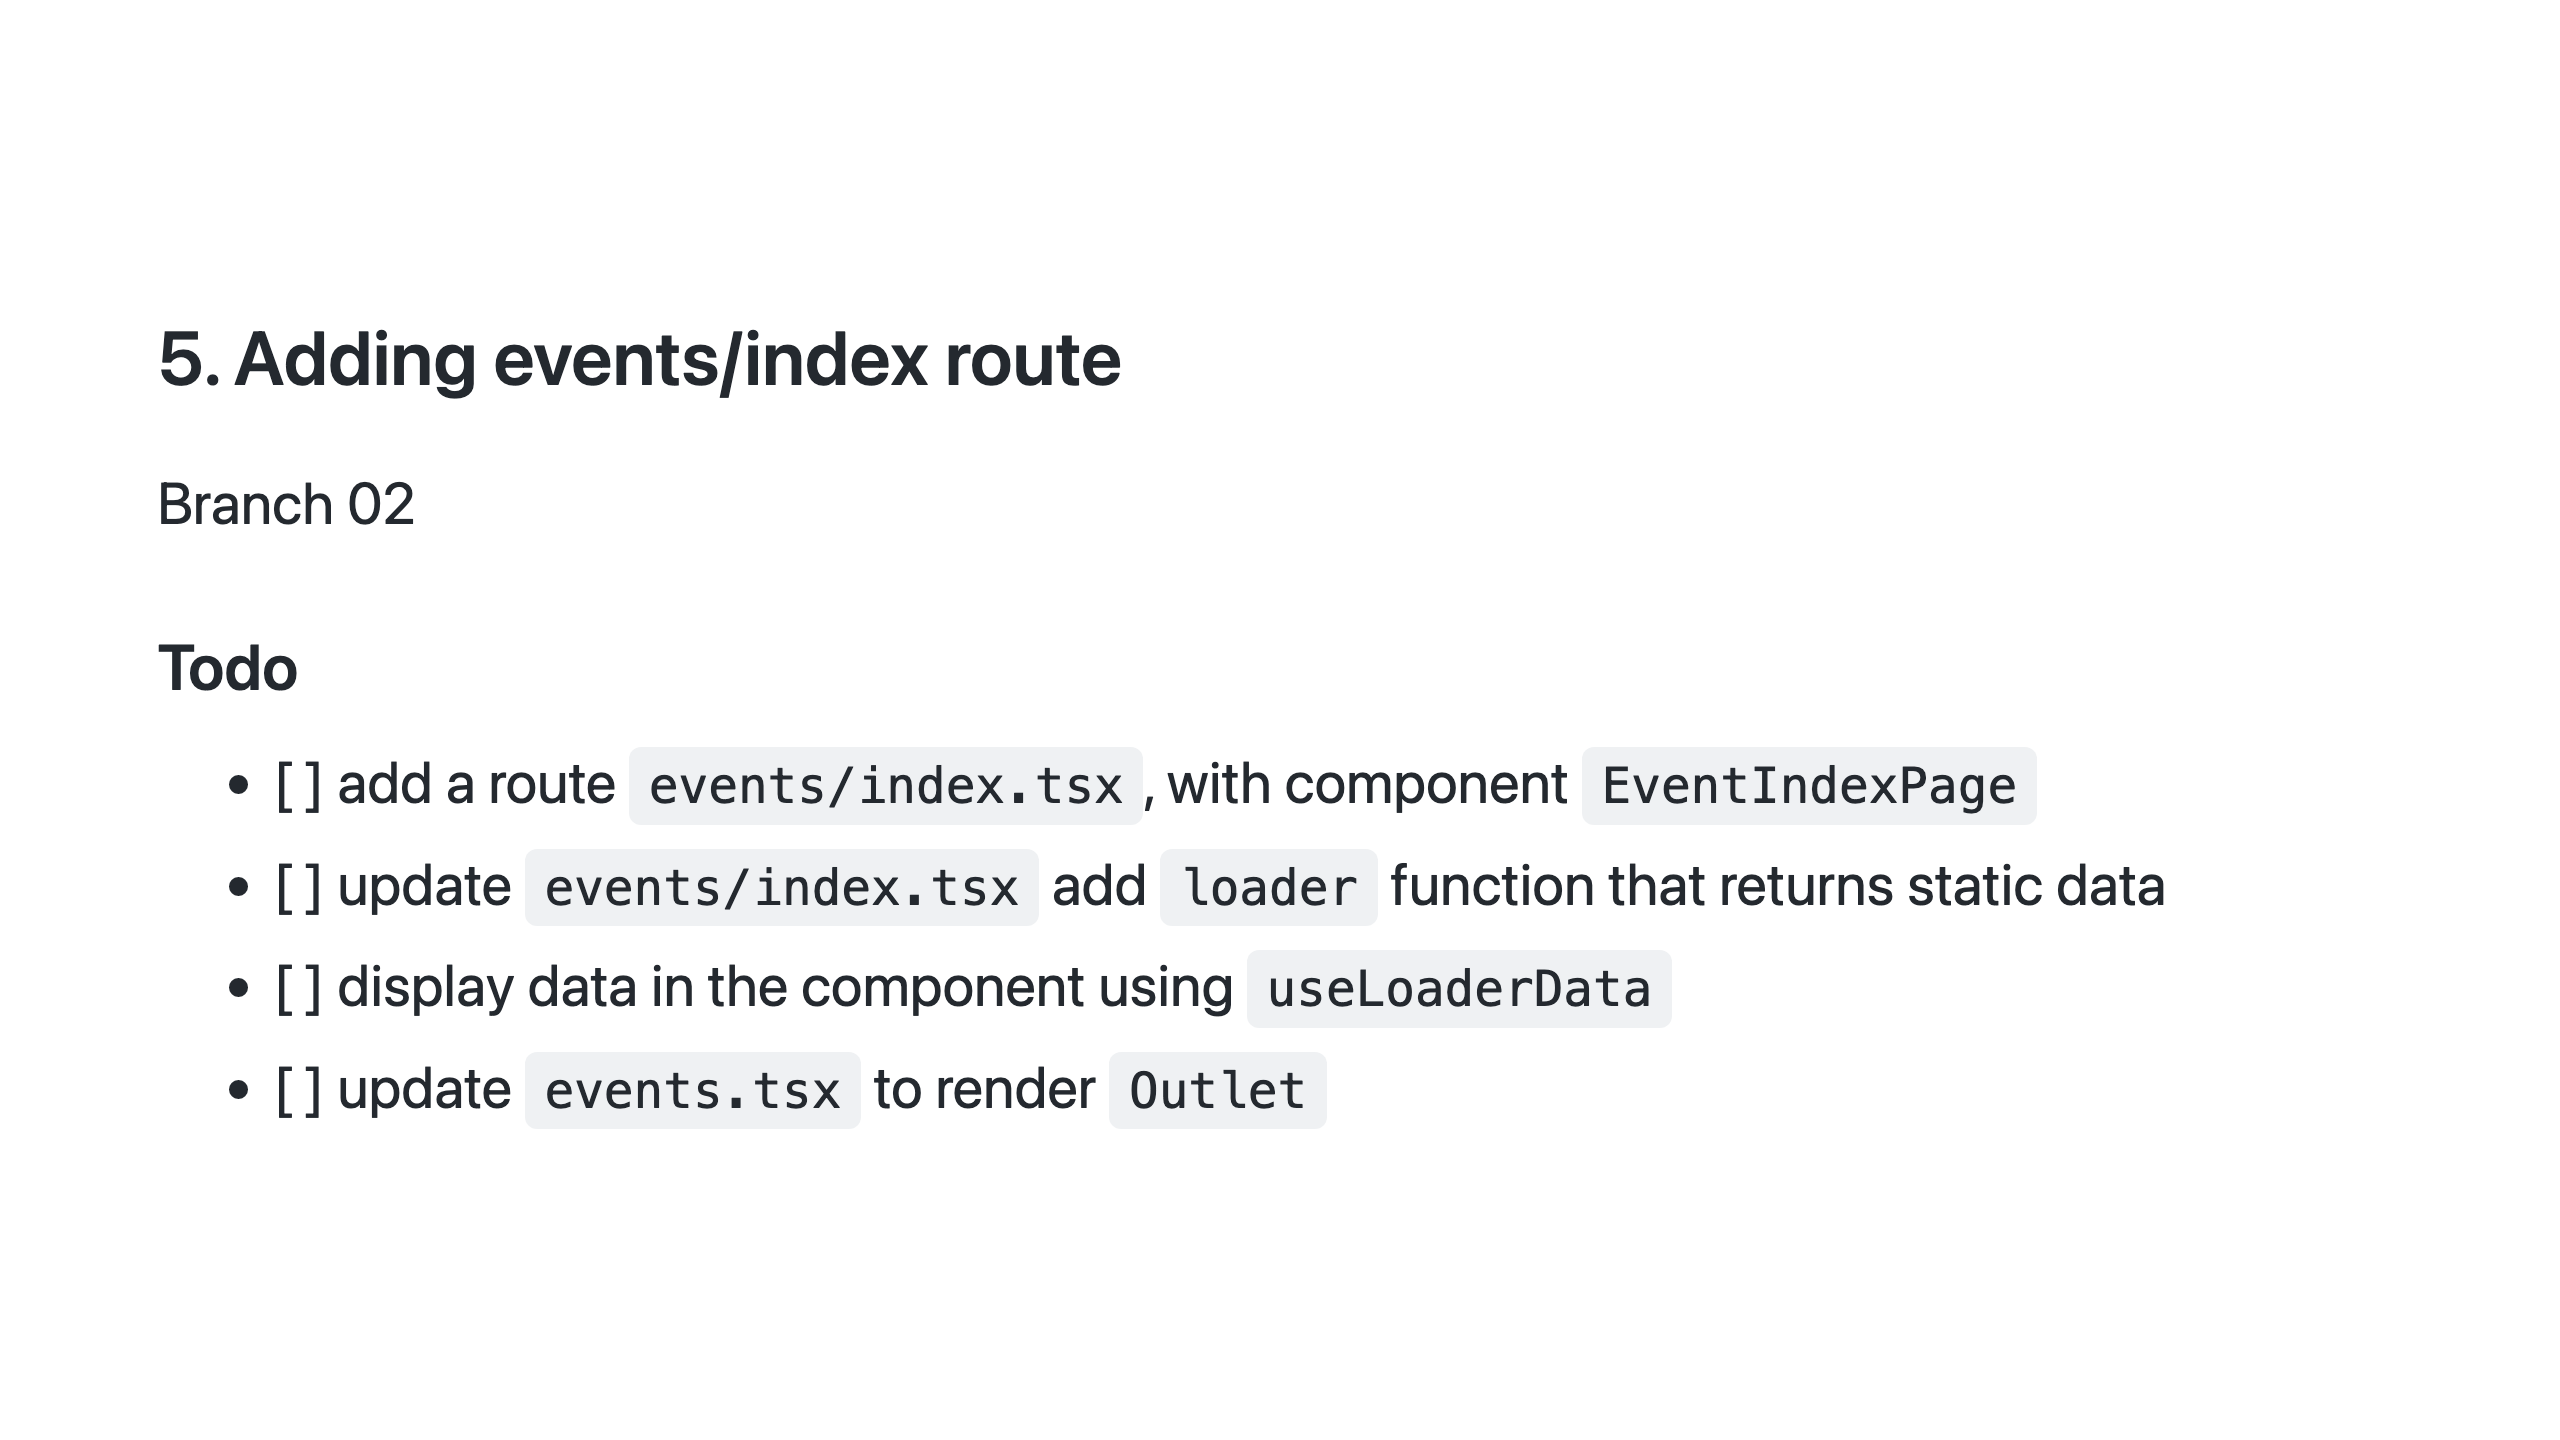 5. Adding events/index route
Branch 02
Todo
• [ ] add a route events/index.tsx, with component EventIndexPage
• [ ] update events/index.tsx add loader function that returns static data
• [ ] display data in the component using useLoaderData
• [ ] update events.tsx to render Outlet